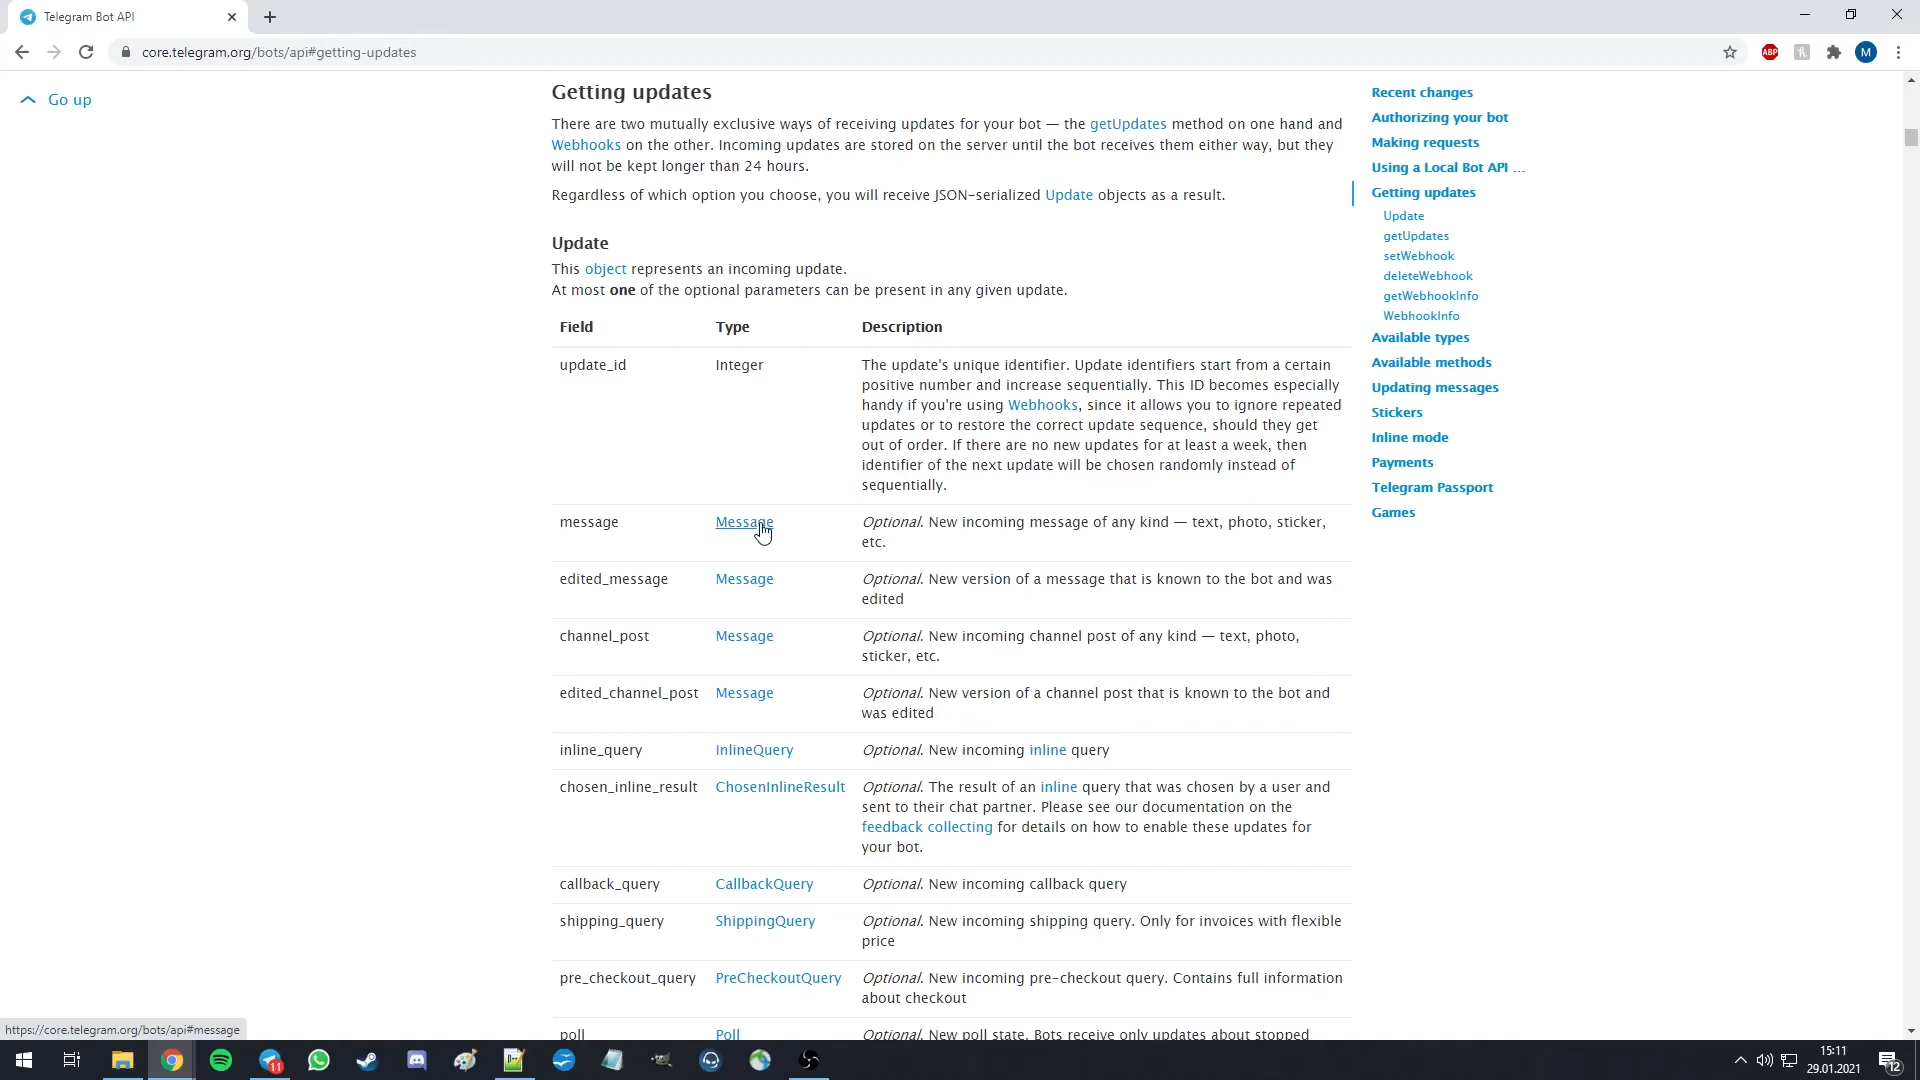 Telegram Bot API
core.telegram.org/bots/api#getting-updates
ABP
M
Go up
Getting updates
There are two mutually exclusive ways of receiving updates for your bot — the getUpdates method on one hand and
Webhooks on the other. Incoming updates are stored on the server until the bot receives them either way, but they
will not be kept longer than 24 hours.
Regardless of which option you choose, you will receive JSON-serialized Update objects as a result.
Update
This object represents an incoming update.
At most one of the optional parameters can be present in any given update.
Field Type Description
update_id Integer The update's unique identifier. Update identifiers start from a certain
positive number and increase sequentially. This ID becomes especially
handy if you're using Webhooks, since it allows you to ignore repeated
updates or to restore the correct update sequence, should they get
out of order. If there are no new updates for at least a week, then
identifier of the next update will be chosen randomly instead of
sequentially.
message Message Optional. New incoming message of any kind — text, photo, sticker,
etc.
edited_message Message Optional. New version of a message that is known to the bot and was
edited
channel_post Message Optional. New incoming channel post of any kind — text, photo,
sticker, etc.
edited_channel_post Message Optional. New version of a channel post that is known to the bot and
was edited
inline_query InlineQuery Optional. New incoming inline query
chosen_inline_result ChosenInlineResult Optional. The result of an inline query that was chosen by a user and
sent to their chat partner. Please see our documentation on the
feedback collecting for details on how to enable these updates for
your bot.
callback_query CallbackQuery Optional. New incoming callback query
shipping_query ShippingQuery Optional. New incoming shipping query. Only for invoices with flexible
price
pre_checkout_query PreCheckoutQuery Optional. New incoming pre-checkout query. Contains full information
about checkout
poll Poll Optional. New poll state. Bots receive only updates about stopped
Recent changes
Authorizing your bot
Making requests
Using a Local Bot API ...
Getting updates
Update
getUpdates
setWebhook
deleteWebhook
getWebhookInfo
WebhookInfo
Available types
Available methods
Updating messages
Stickers
Inline mode
Payments
Telegram Passport
Games
https://core.telegram.org/bots/api#message
11
15:11
29.01.2021
12